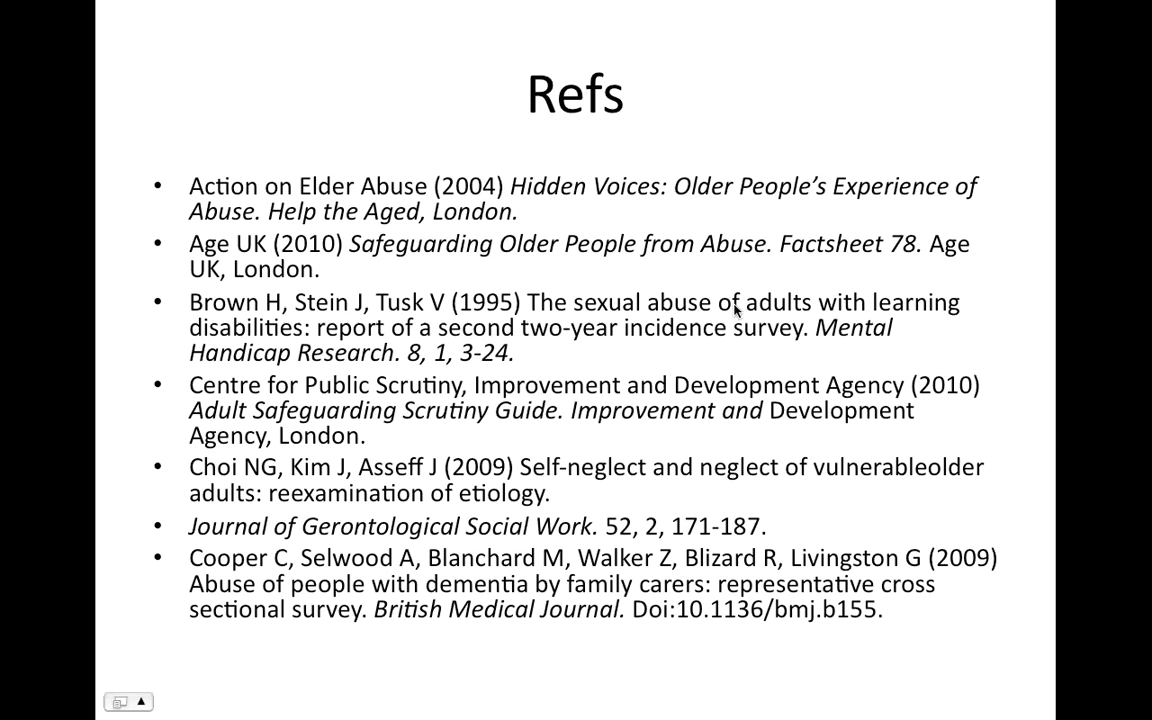 Refs
• Action on Elder Abuse (2004) Hidden Voices: Older People’s Experience of
Abuse. Help the Aged, London.
• Age UK (2010) Safeguarding Older People from Abuse. Factsheet 78. Age
UK, London.
• Brown H, Stein J, Tusk V (1995) The sexual abuse of adults with learning
disabilities: report of a second two-year incidence survey. Mental
Handicap Research. 8, 1, 3-24.
• Centre for Public Scrutiny, Improvement and Development Agency (2010)
Adult Safeguarding Scrutiny Guide. Improvement and Development
Agency, London.
• Choi NG, Kim J, Asseff J (2009) Self-neglect and neglect of vulnerableolder
adults: reexamination of etiology.
• Journal of Gerontological Social Work. 52, 2, 171-187.
• Cooper C, Selwood A, Blanchard M, Walker Z, Blizard R, Livingston G (2009)
Abuse of people with dementia by family carers: representative cross
sectional survey. British Medical Journal. Doi:10.1136/bmj.b155.